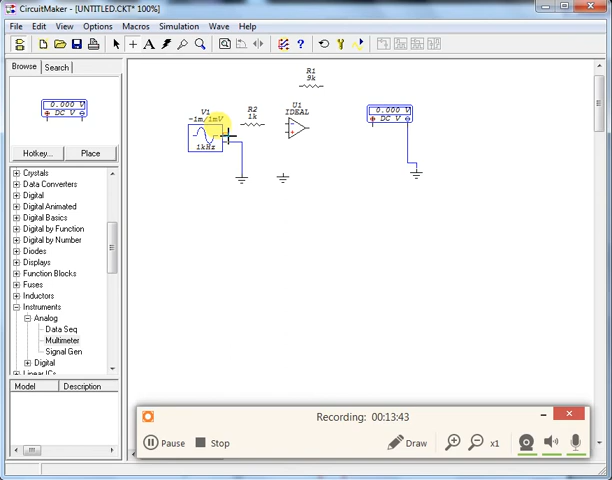 CircuitMaker - [UNTITLED.CKT* 100%]
File Edit View Options Macros Simulation Wave Help
Browse Search
0.000 V
DC V
Hotkey... Place
Crystals
Data Converters
Digital
Digital Animated
Digital Basics
Digital by Function
Digital by Number
Diodes
Displays
Function Blocks
Fuses
Inductors
Instruments
Analog
Data Seq
Multimeter
Signal Gen
Digital
Linear ICs
Model Description
R1
9k
V1
-1m/1mV
1kHz
R2
1k
U1
IDEAL
0.000 V
DC V
Recording: 00:13:43
Pause Stop Draw x1